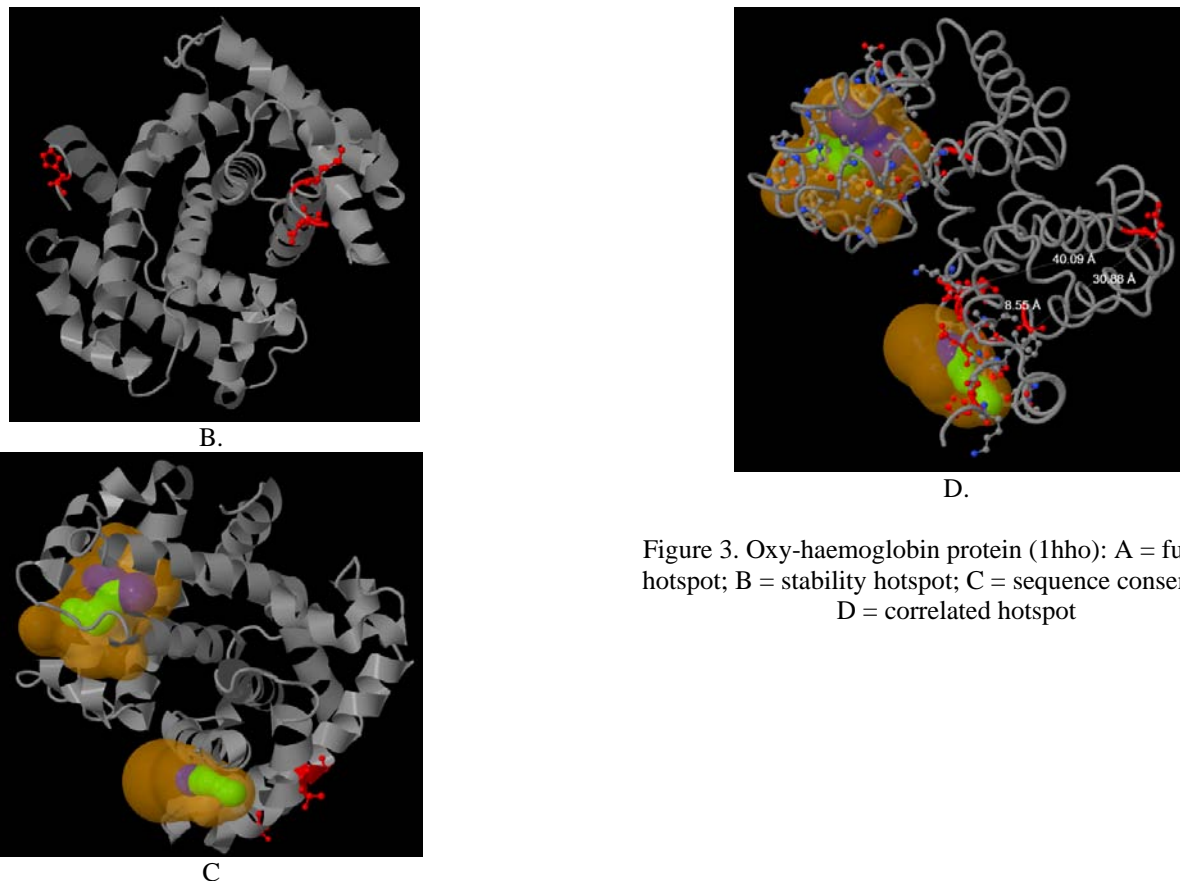 B.
C
40.09 Å
30.88 Å
8.55 Å
D.
Figure 3. Oxy-haemoglobin protein (1hho): A = fu
hotspot; B = stability hotspot; C = sequence conser
D = correlated hotspot